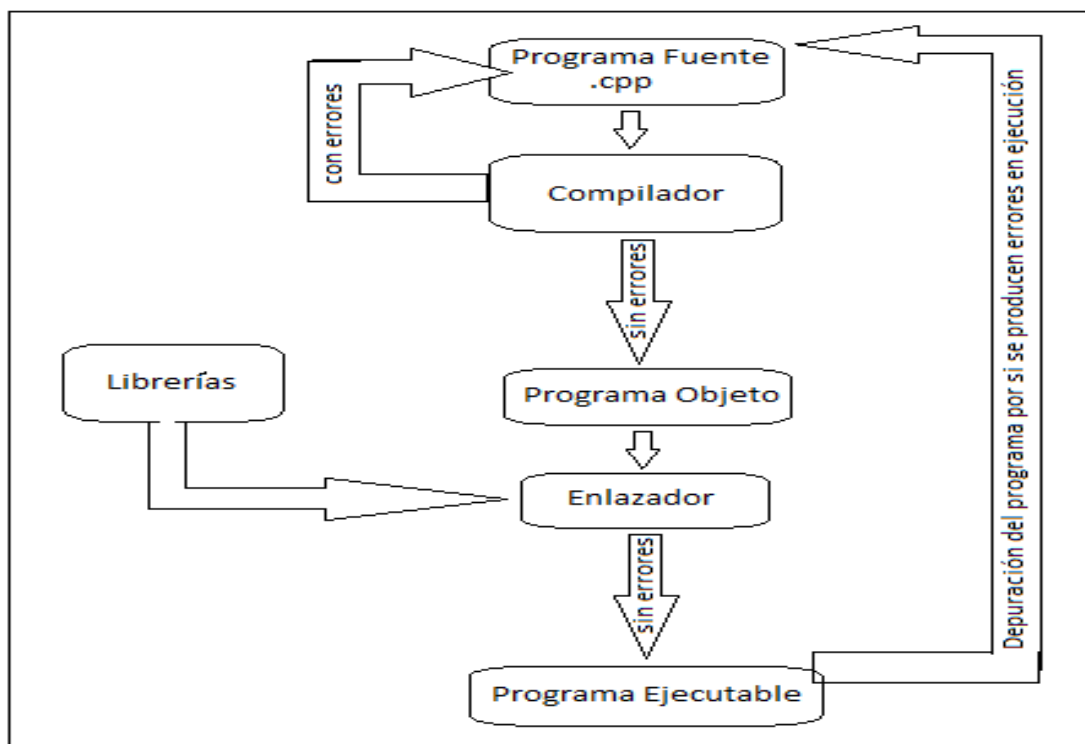 Programa Fuente
.cpp
con errores
Compilador
sin errores
Librerías
Programa Objeto
Enlazador
sin errores
Programa Ejecutable
Depuración del programa por si se producen errores en ejecución